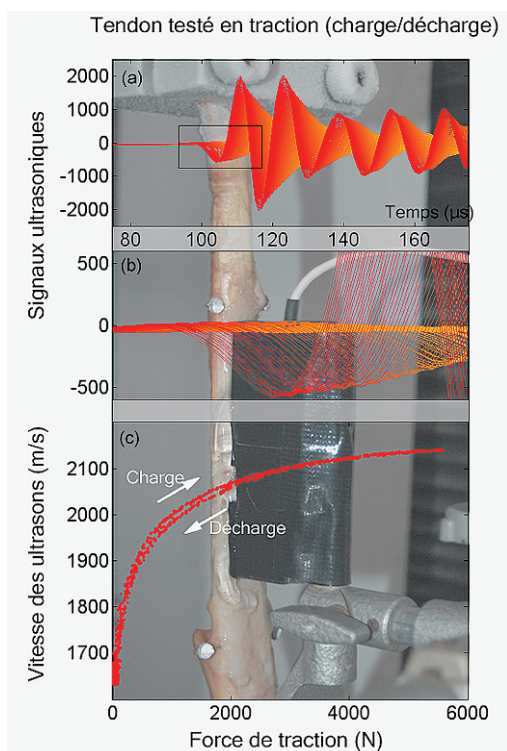 Tendon testé en traction (charge/décharge)
(a)
2000
1000
0
-1000
-2000
Signaux ultrasoniques
Temps (µs)
80
100
120
140
160
(b)
500
0
-500
(c)
Vitesse des ultrasons (m/s)
2100
2000
1900
1800
1700
Charge
Décharge
0
2000
4000
6000
Force de traction (N)